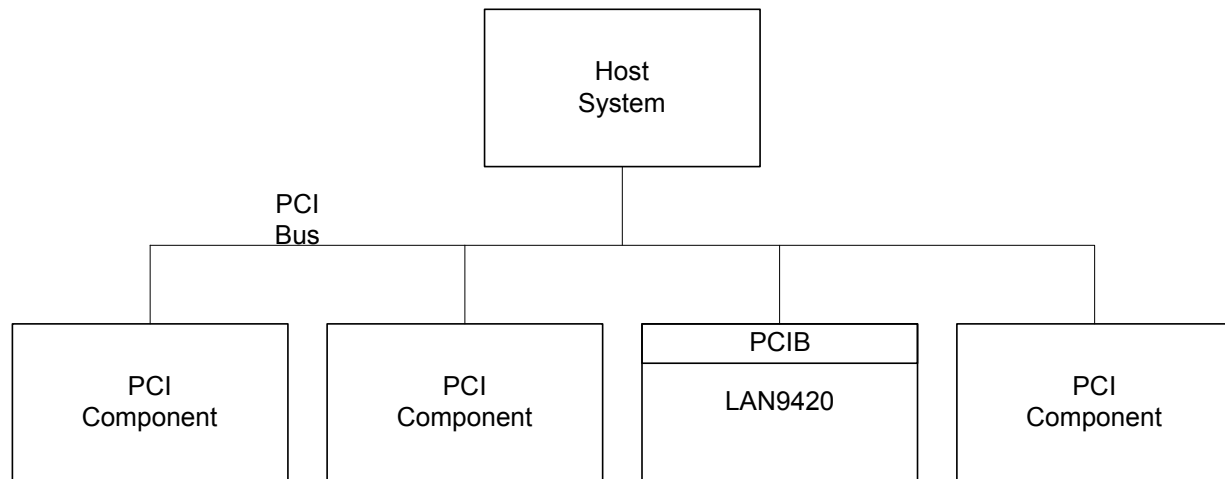 Host
System
PCI
Bus
PCI
Component
PCI
Component
PCIB
LAN9420
PCI
Component